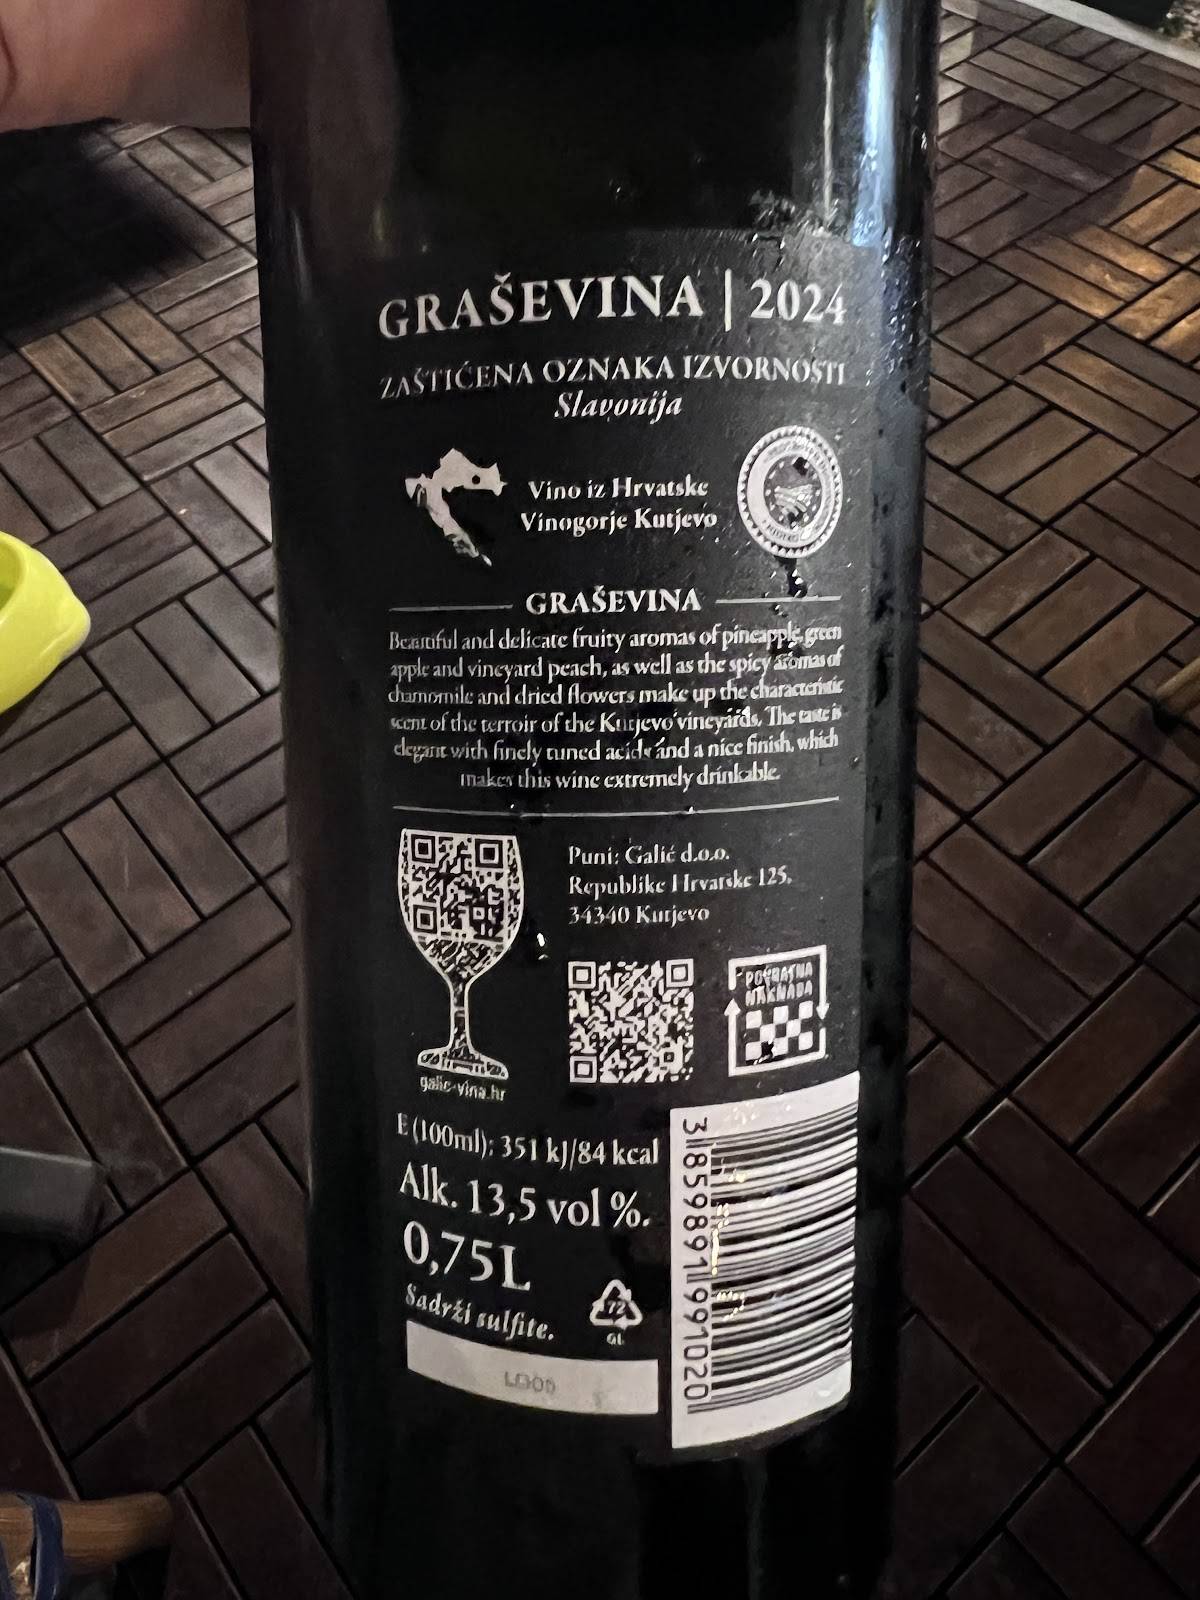 GRAŠEVINA | 2024
ZAŠTIĆENA OZNAKA IZVORNOSTI
Slavonija
Vino iz Hrvatske
Vinogorje Kutjevo
GRAŠEVINA
Beautiful and delicate fruity aromas of pineapple, green
apple and vineyard peach, as well as the spicy aromas of
chamomile and dried flowers make up the characteristic
scent of the terroir of the Kutjevo vineyards. The taste is
elegant with finely tuned acids and a nice finish, which
makes this wine extremely drinkable.
Puni: Galić d.o.o.
Republike Hrvatske 125,
34340 Kutjevo
POVRATNA
NAKNADA
galic-vina.hr
E (100ml): 351 kJ/84 kcal
Alk. 13,5 vol %.
0,75L
Sadrži sulfite.
72
GL
3859891991020